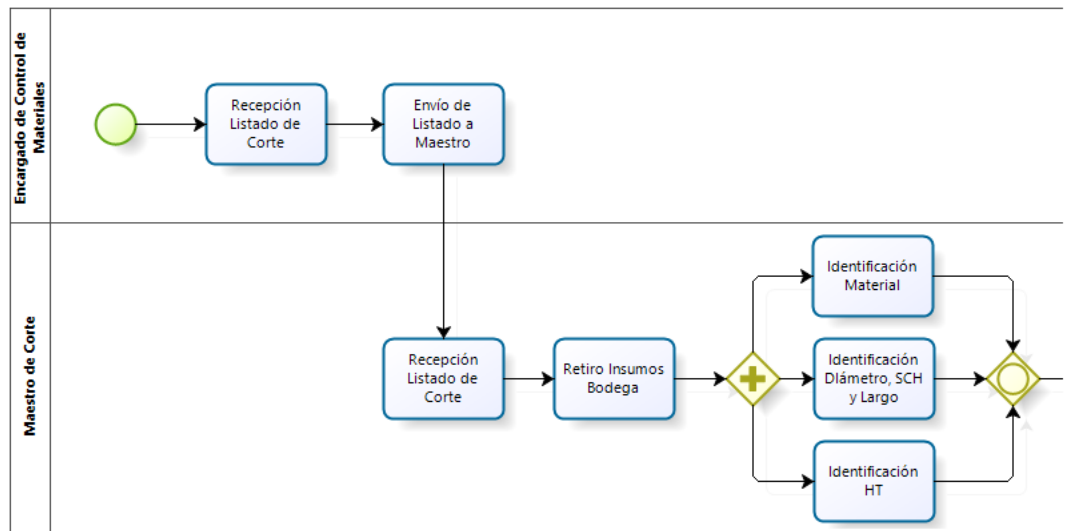 Encargado de Control de
Materiales
Recepción
Listado de
Corte
Envío de
Listado a
Maestro
Maestro de Corte
Recepción
Listado de
Corte
Retiro Insumos
Bodega
Identificación
Material
Identificación
DIámetro, SCH
y Largo
Identificación
HT